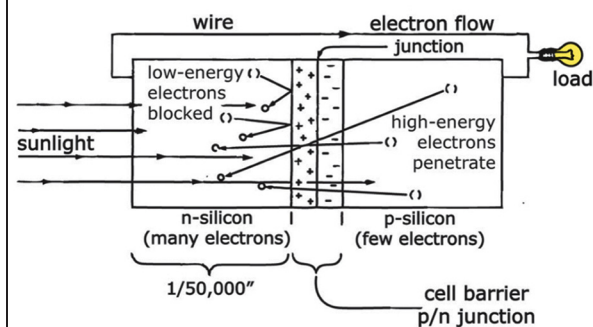 wire
electron flow
junction
load
low-energy
electrons
blocked
sunlight
high-energy
electrons
penetrate
n-silicon
(many electrons)
p-silicon
(few electrons)
1/50,000”
cell barrier
p/n junction